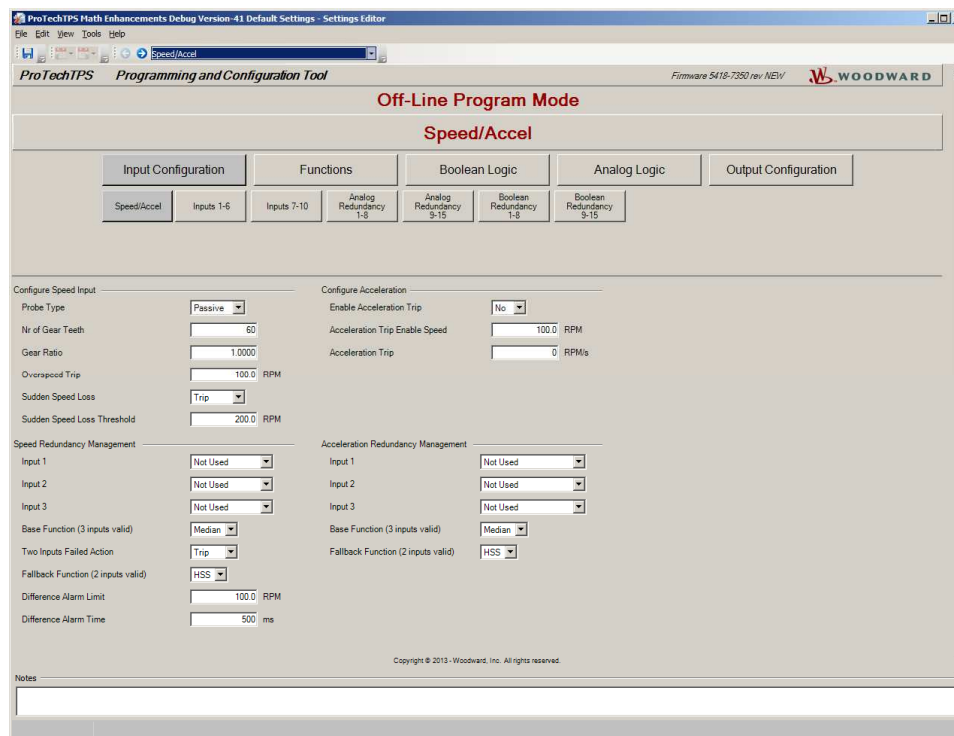 ProTechTPS Math Enhancements Debug Version-41 Default Settings - Settings Editor
File Edit View Tools Help
Speed/Accel
ProTechTPS Programming and Configuration Tool Firmware 5418-7350 rev NEW WOODWARD
Off-Line Program Mode
Speed/Accel
Input Configuration Functions Boolean Logic Analog Logic Output Configuration
Speed/Accel Inputs 1-6 Inputs 7-10 Analog Redundancy 1-8 Analog Redundancy 9-15 Boolean Redundancy 1-8 Boolean Redundancy 9-15
Configure Speed Input Configure Acceleration
Probe Type Passive Enable Acceleration Trip No
Nr of Gear Teeth 60 Acceleration Trip Enable Speed 100.0 RPM
Gear Ratio 1.0000 Acceleration Trip 0 RPM/s
Overspeed Trip 100.0 RPM
Sudden Speed Loss Trip
Sudden Speed Loss Threshold 200.0 RPM
Speed Redundancy Management Acceleration Redundancy Management
Input 1 Not Used Input 1 Not Used
Input 2 Not Used Input 2 Not Used
Input 3 Not Used Input 3 Not Used
Base Function (3 inputs valid) Median Base Function (3 inputs valid) Median
Two Inputs Failed Action Trip Fallback Function (2 inputs valid) HSS
Fallback Function (2 inputs valid) HSS
Difference Alarm Limit 100.0 RPM
Difference Alarm Time 500 ms
Copyright © 2013 - Woodward, Inc. All rights reserved.
Notes